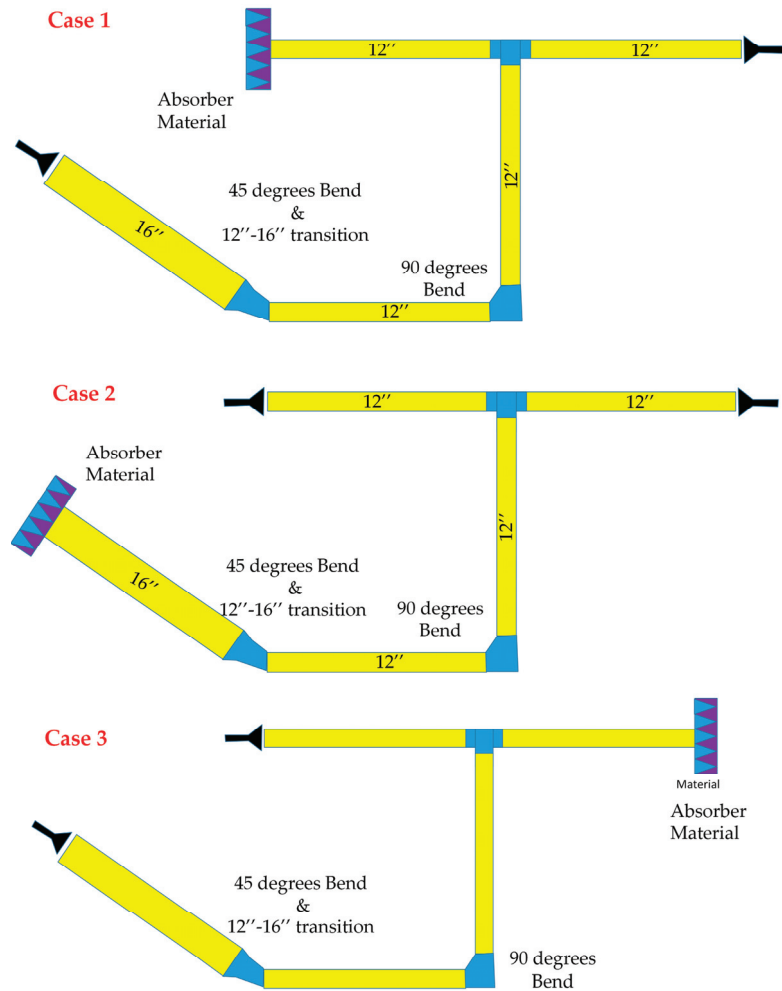 Case 1
12′′
12′′
Absorber
Material
12′′
16′′
45 degrees Bend
&
12′′-16′′ transition
90 degrees
Bend
12′′
Case 2
12′′
12′′
Absorber
Material
12′′
16′′
45 degrees Bend
&
12′′-16′′ transition
90 degrees
Bend
12′′
Case 3
Material
Absorber
Material
45 degrees Bend
&
12′′-16′′ transition
90 degrees
Bend